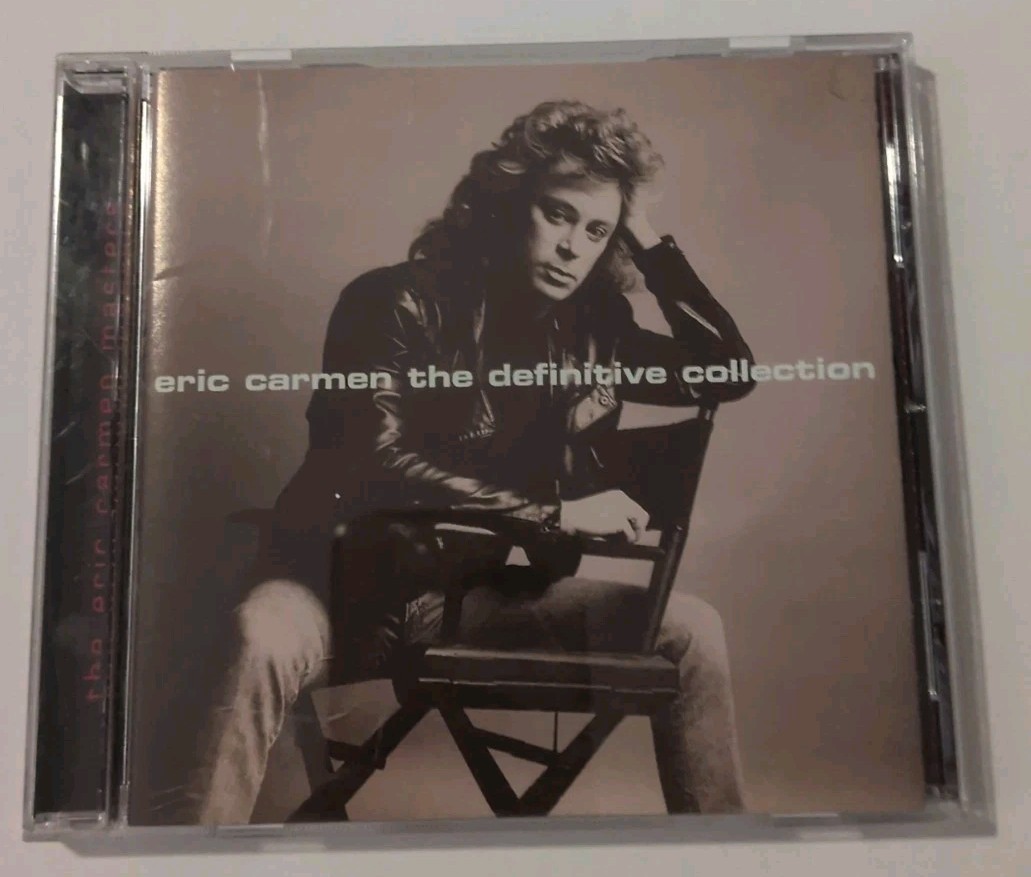 eric carmen the definitive collection
the eric carmen masters